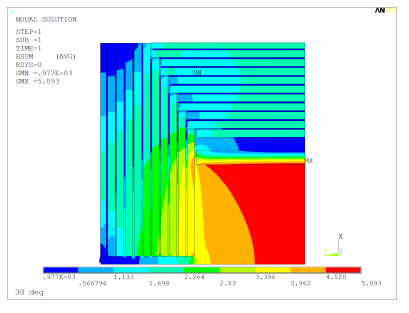 1
NODAL SOLUTION
STEP=1
SUB =1
TIME=1
BSUM (AVG)
RSYS=0
SMN =.977E-03
SMX =5.093
AN
MN
MX
X
.977E-03 1.133 2.264 3.396 4.528
.566796 1.698 2.83 3.962 5.093
30 deg